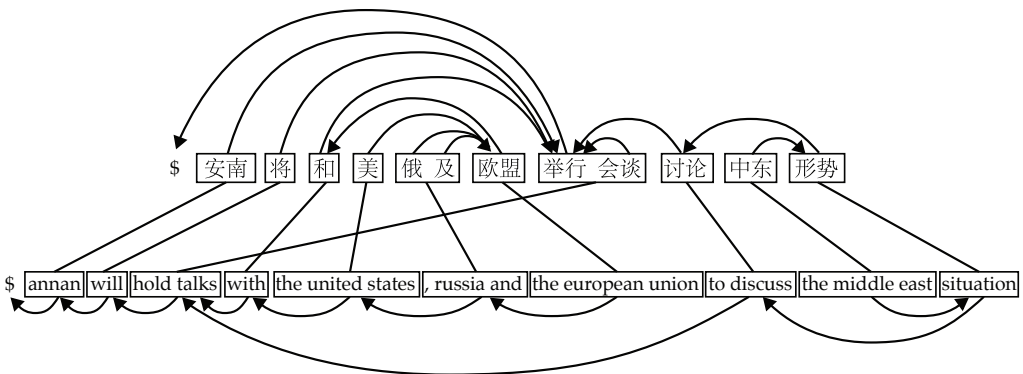 $ 安南 将 和 美 俄 及 欧盟 举行 会谈 讨论 中东 形势
$ annan will hold talks with the united states , russia and the european union to discuss the middle east situation